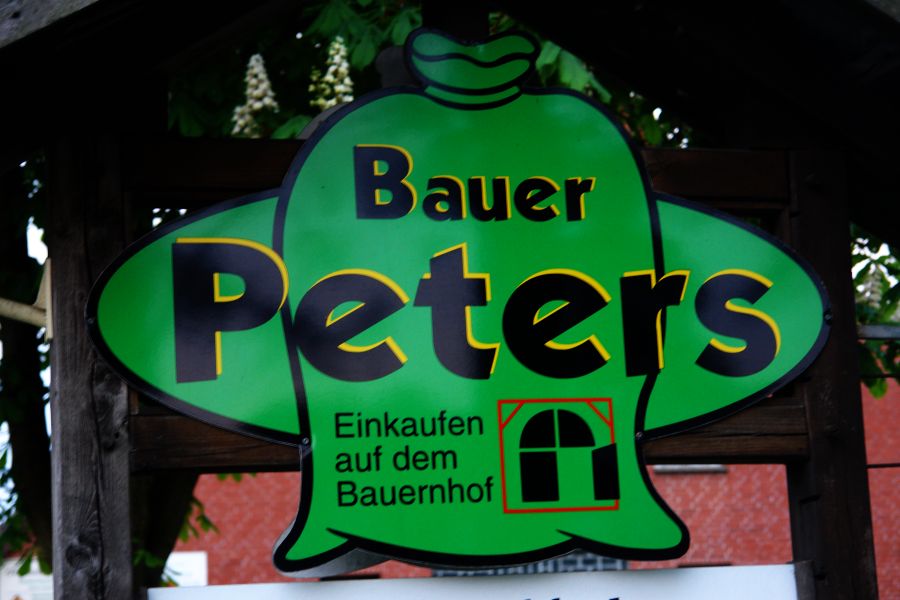 Bauer
Peters
Einkaufen
auf dem
Bauernhof